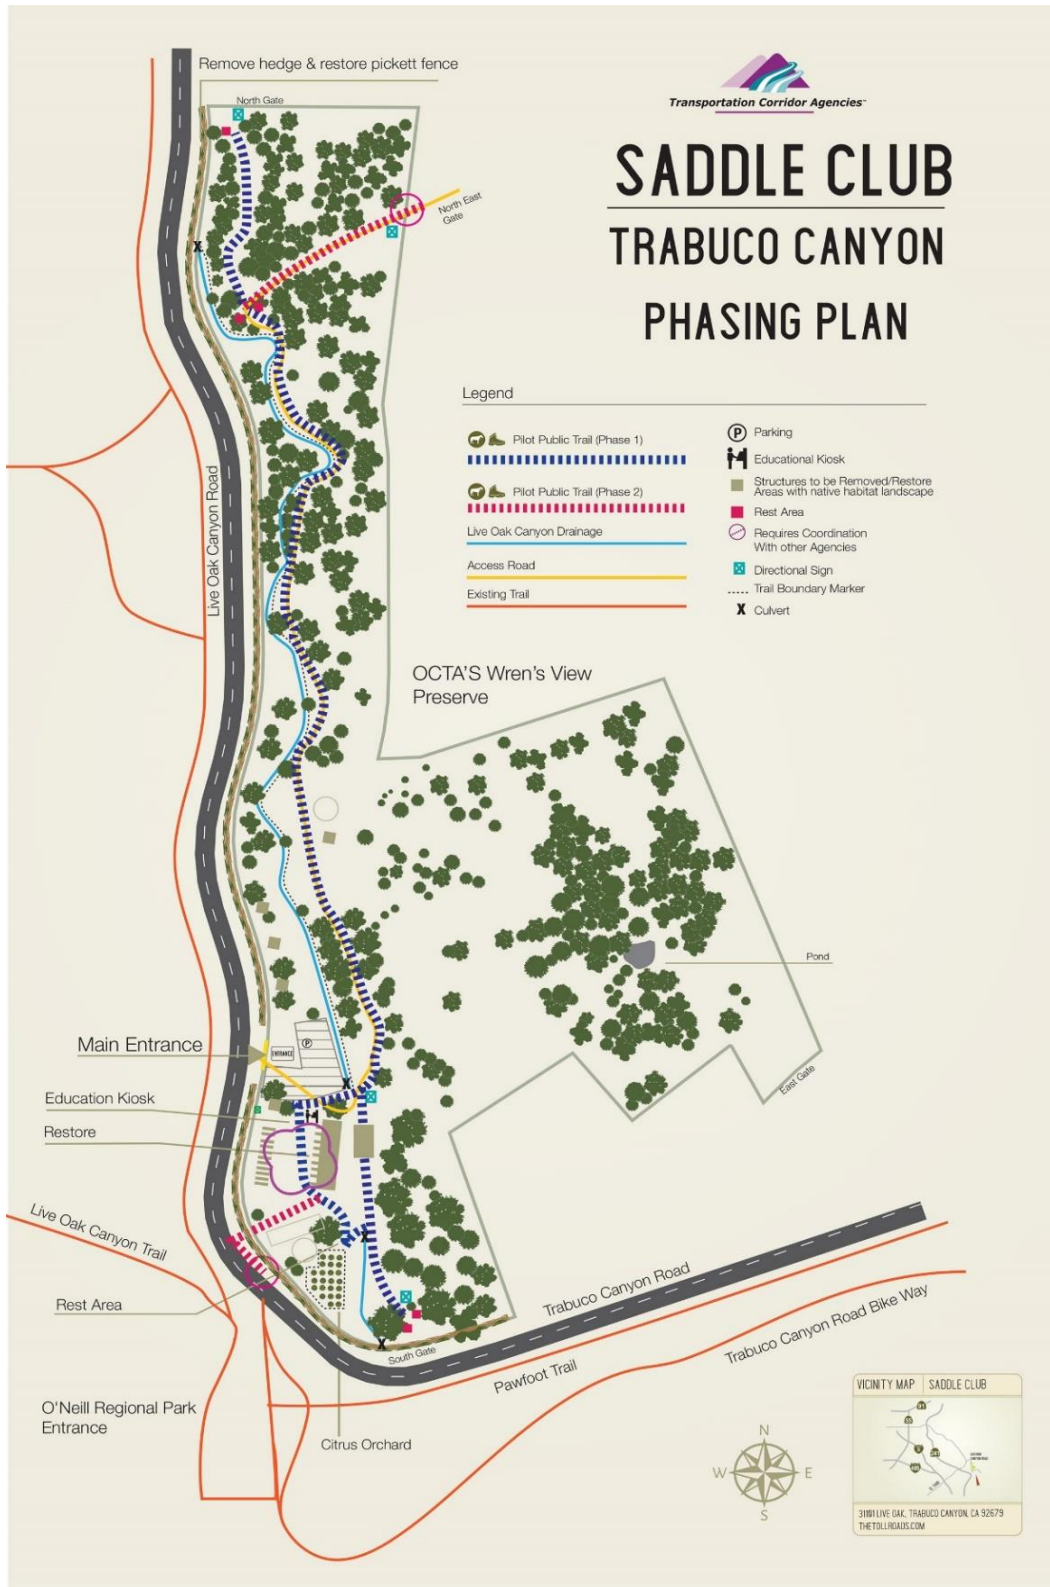 Remove hedge & restore pickett fence
North Gate
North East
Gate
Transportation Corridor Agencies™
SADDLE CLUB
TRABUCO CANYON
PHASING PLAN
Legend
Pilot Public Trail (Phase 1)
Pilot Public Trail (Phase 2)
Live Oak Canyon Drainage
Access Road
Existing Trail
P Parking
Educational Kiosk
Structures to be Removed/Restore
Areas with native habitat landscape
Rest Area
Requires Coordination
With other Agencies
Directional Sign
Trail Boundary Marker
X Culvert
X
Live Oak Canyon Road
OCTA'S Wren's View
Preserve
Pond
Main Entrance
ENTRANCE
P
East Gate
X
Education Kiosk
Restore
Live Oak Canyon Trail
X
Rest Area
Trabuco Canyon Road
X
South Gate
Pawfoot Trail
Trabuco Canyon Road Bike Way
O'Neill Regional Park
Entrance
Citrus Orchard
N
W E
S
VICINITY MAP SADDLE CLUB
91
55
5
241
405
31101 LIVE OAK, TRABUCO CANYON, CA 92679
THETOLLROADS.COM